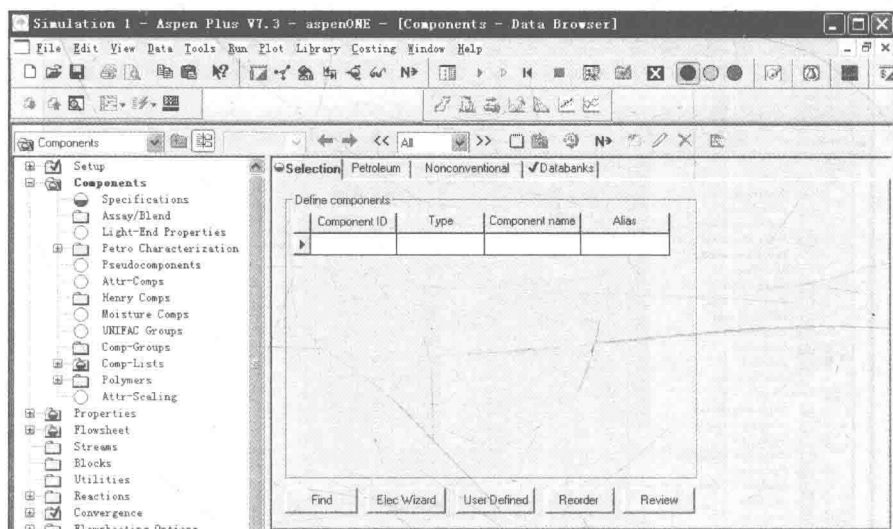 Simulation 1 - Aspen Plus V7.3 - aspenONE - [Components - Data Browser]
File Edit View Data Tools Run Plot Library Costing Window Help
N>
Components
<< All >> N>
Selection Petroleum Nonconventional Databanks
Setup
Components
Specifications
Assay/Blend
Light-End Properties
Petro Characterization
Pseudocomponents
Attr-Comps
Henry Comps
Moisture Comps
UNIFAC Groups
Comp-Groups
Comp-Lists
Polymers
Attr-Scaling
Properties
Flowsheet
Streams
Blocks
Utilities
Reactions
Convergence
Flowsheeting Options
Define components
Component ID Type Component name Alias
Find Elec Wizard User Defined Reorder Review